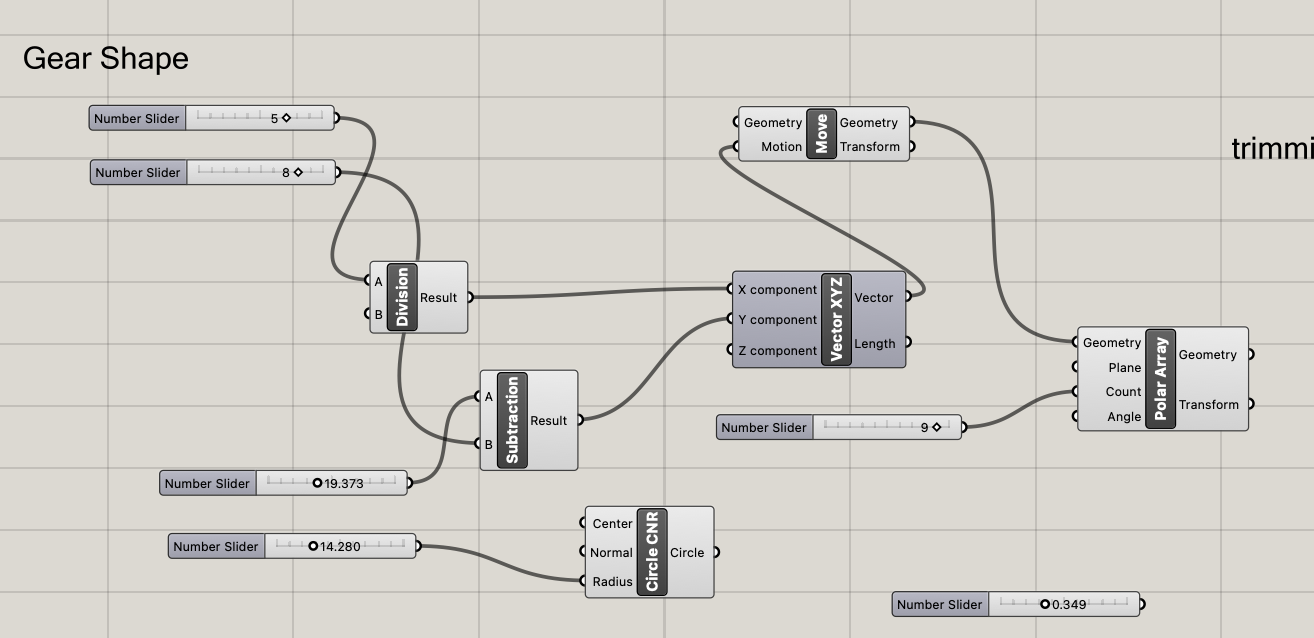 Gear Shape
Number Slider 5
Number Slider 8
Geometry Move Geometry
Motion Transform
trimmi
A Division Result
B
X component Vector XYZ Vector
Y component
Z component Length
Geometry Polar Array Geometry
Plane
Count Transform
Angle
A Subtraction Result
B
Number Slider 9
Number Slider 19.373
Number Slider 14.280
Center Circle CNR
Normal Circle
Radius
Number Slider 0.349